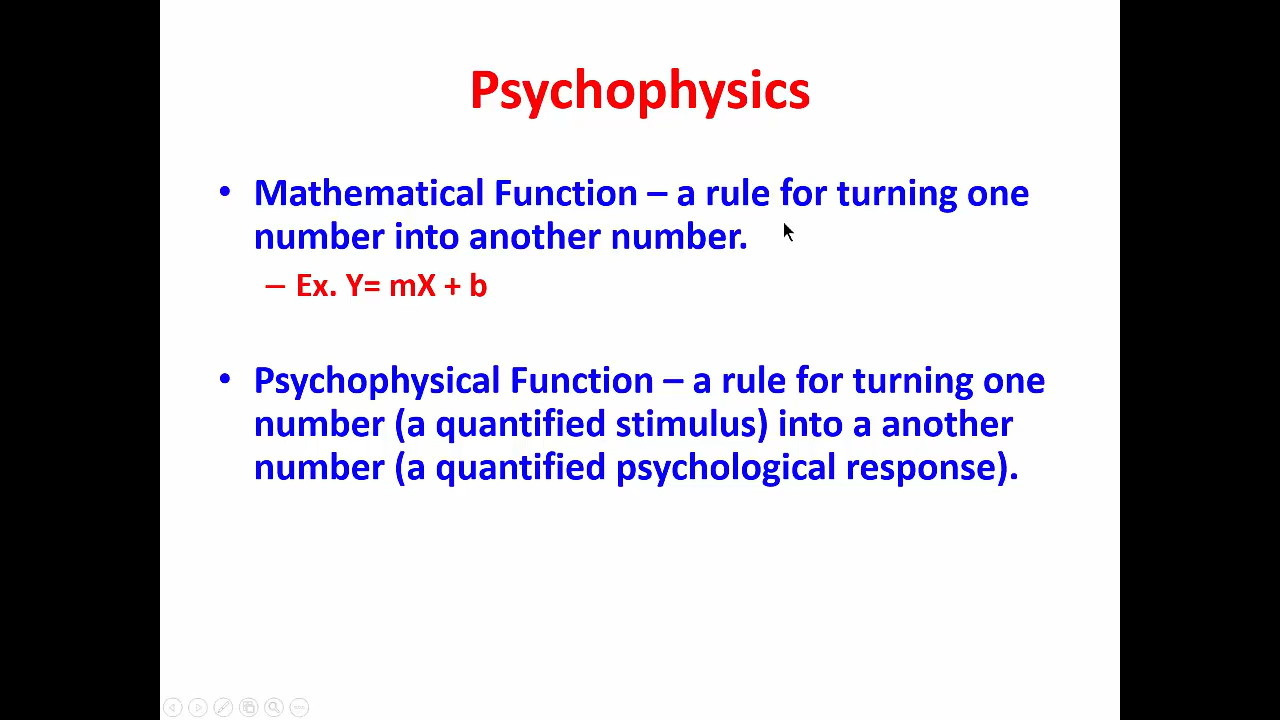 Psychophysics
• Mathematical Function – a rule for turning one
number into another number.
– Ex. Y= mX + b
• Psychophysical Function – a rule for turning one
number (a quantified stimulus) into a another
number (a quantified psychological response).